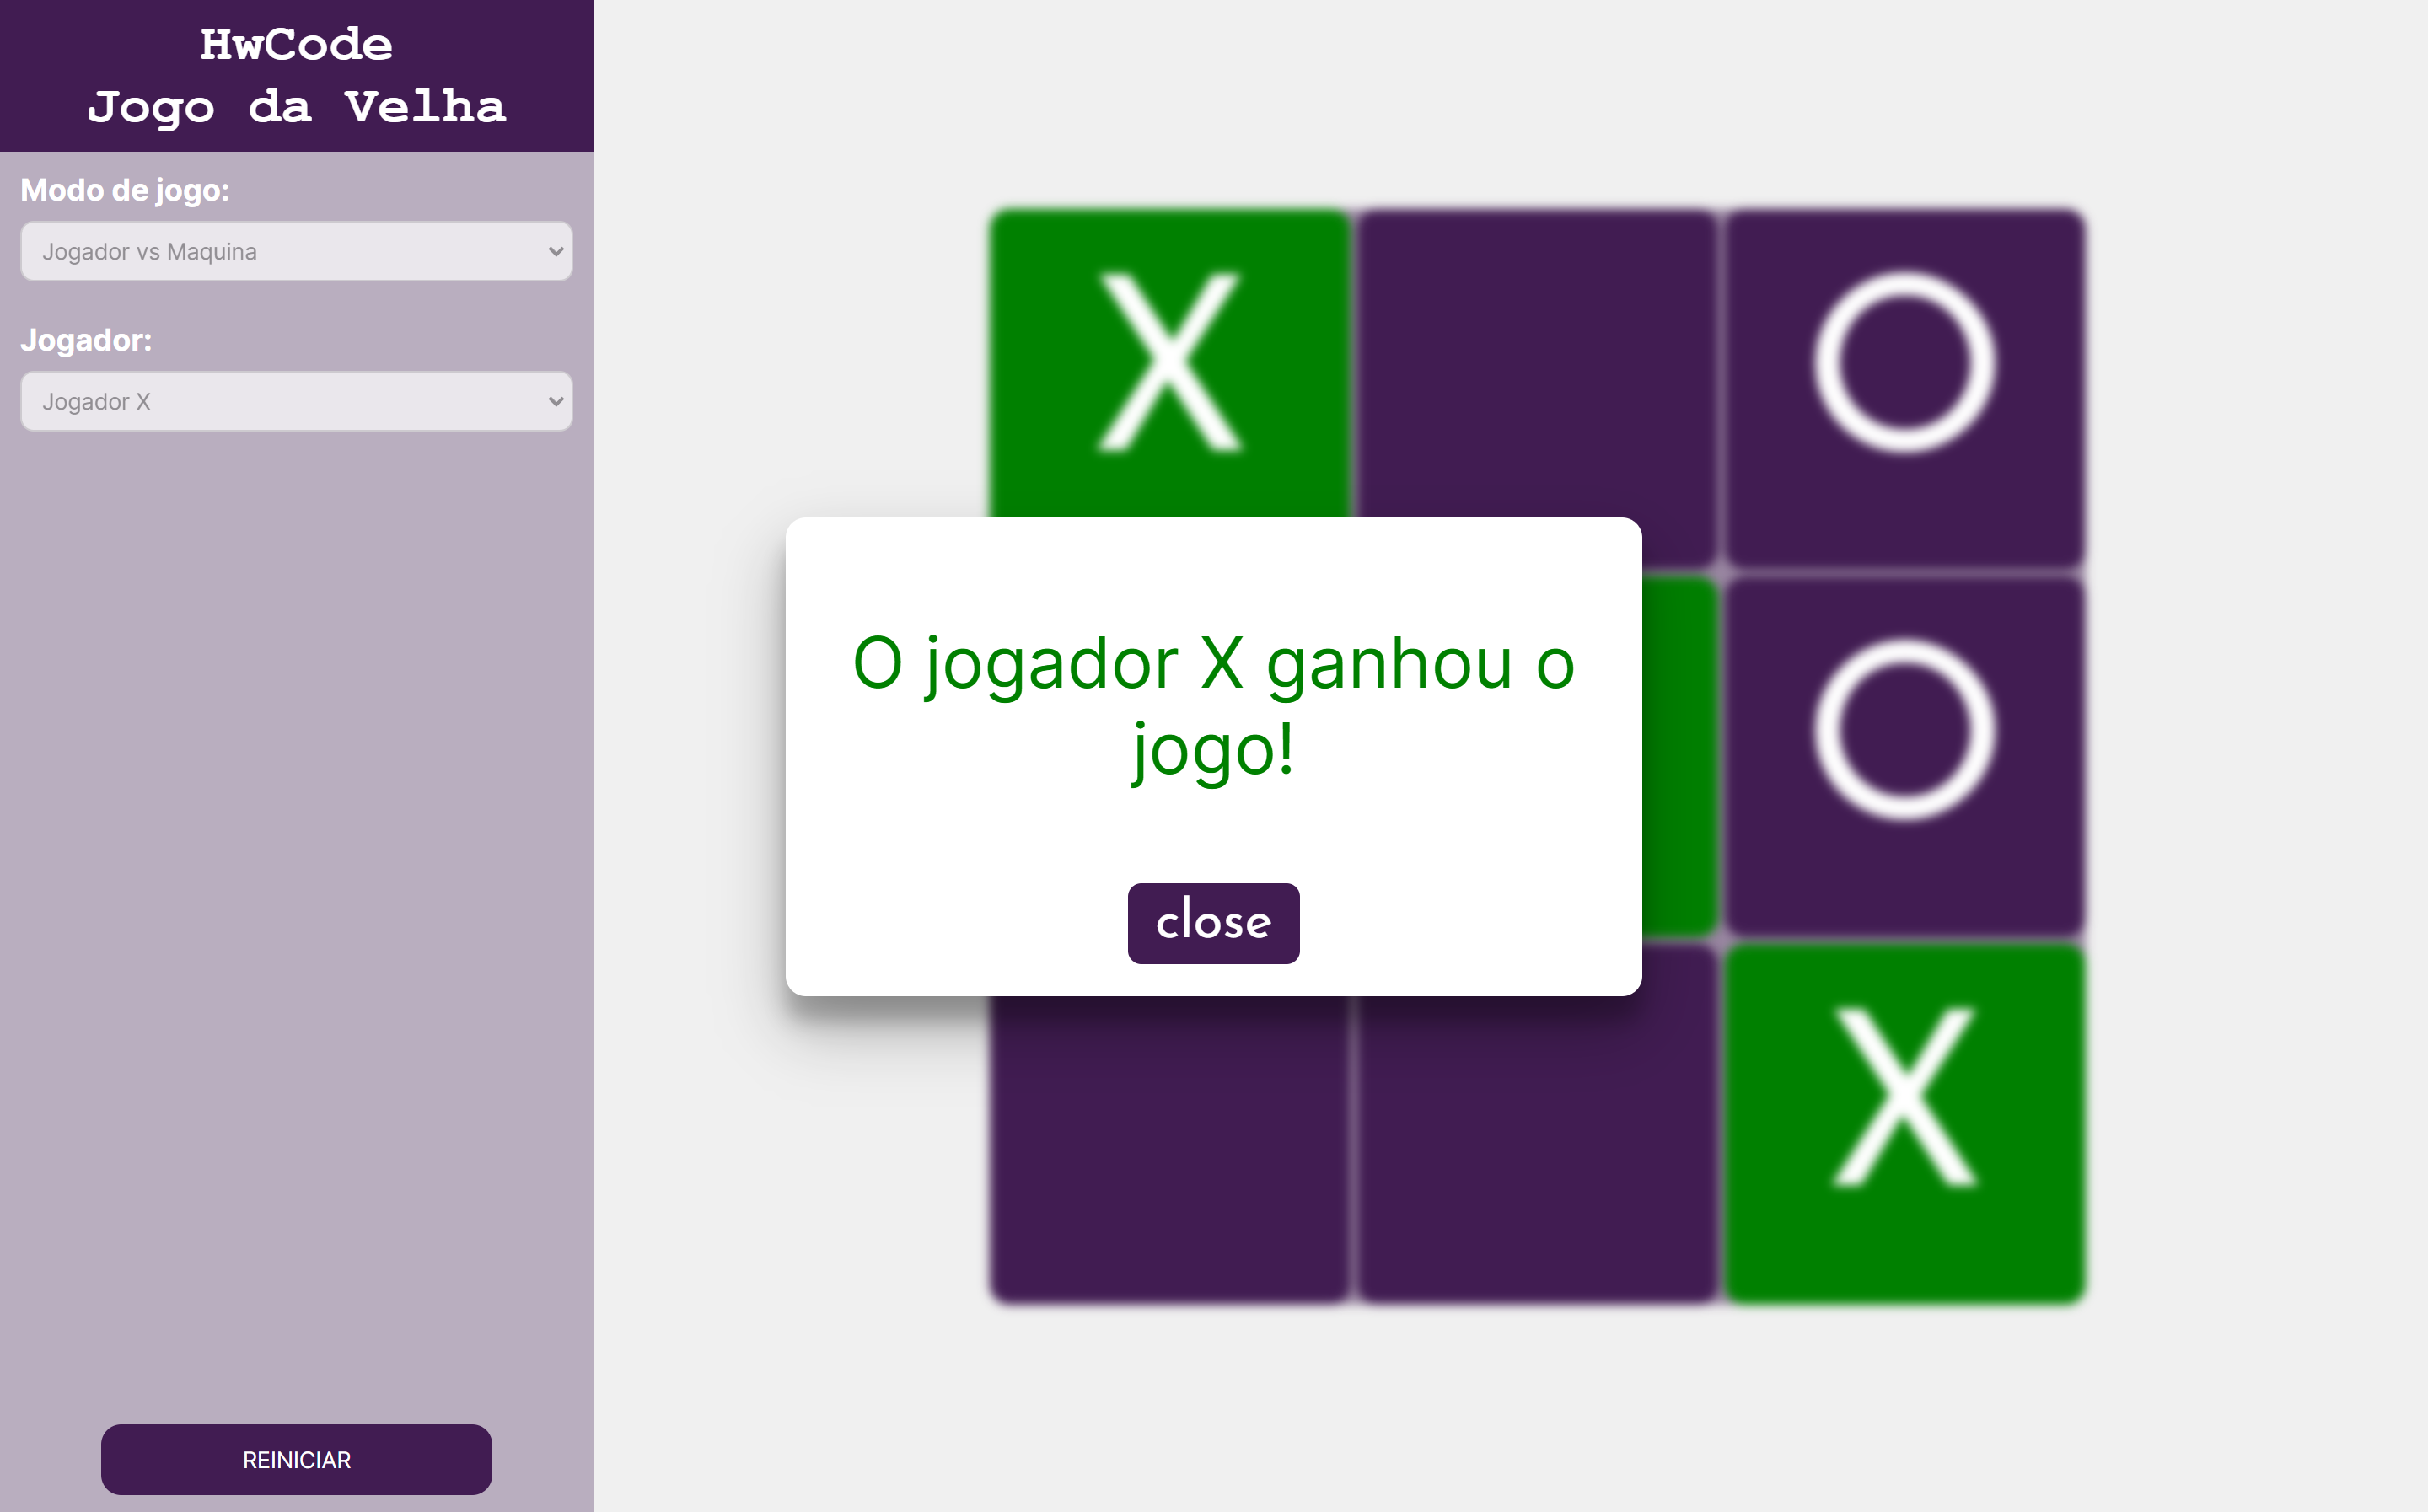 HwCode
Jogo da Velha
Modo de jogo:
Jogador vs Maquina
Jogador:
Jogador X
X
O
O jogador X ganhou o
jogo!
O
close
X
REINICIAR